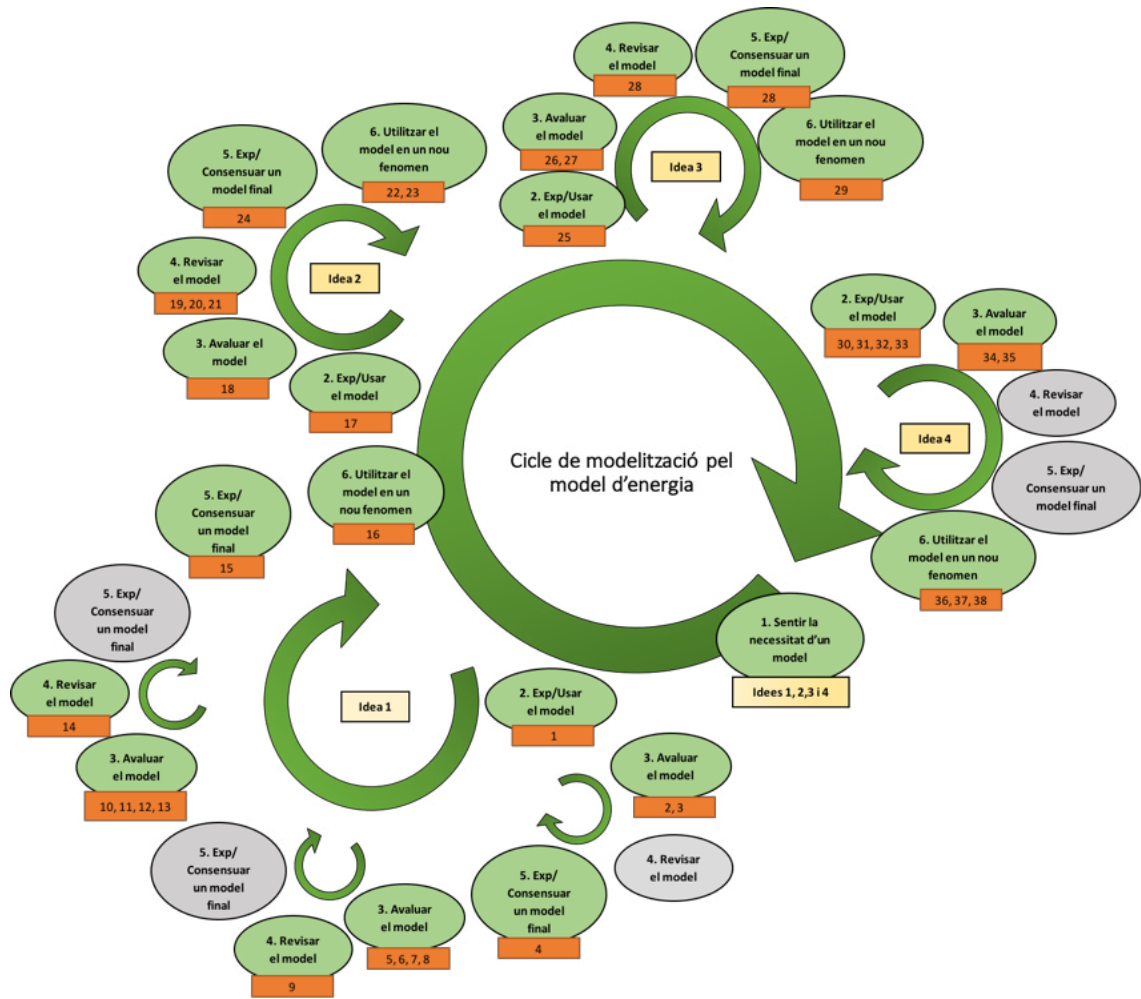 4. Revisar
el model
28
5. Exp/
Consensuar un
model final
28
3. Avaluar
el model
26, 27
6. Utilitzar el
model en un nou
fenomen
29
2. Exp/Usar
el model
25
Idea 3
5. Exp/
Consensuar un
model final
24
6. Utilitzar el
model en un nou
fenomen
22, 23
4. Revisar
el model
19, 20, 21
Idea 2
3. Avaluar el
model
18
2. Exp/Usar
el model
17
2. Exp/Usar
el model
30, 31, 32, 33
3. Avaluar
el model
34, 35
4. Revisar
el model
Idea 4
5. Exp/
Consensuar un
model final
6. Utilitzar el
model en un nou
fenomen
36, 37, 38
Cicle de modelització pel
model d'energia
6. Utilitzar el
model en un
nou fenomen
16
5. Exp/
Consensuar
un model
final
15
1. Sentir la
necessitat d'un
model
Idees 1, 2,3 i 4
5. Exp/
Consensuar
un model
final
4. Revisar
el model
14
Idea 1
2. Exp/Usar
el model
1
3. Avaluar
el model
10, 11, 12, 13
3. Avaluar
el model
2, 3
5. Exp/
Consensuar
un model
final
4. Revisar
el model
5. Exp/
Consensuar
un model
final
4
3. Avaluar
el model
5, 6, 7, 8
4. Revisar
el model
9